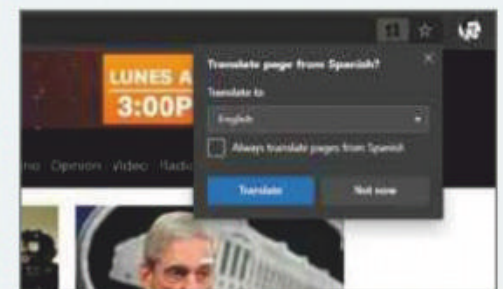 LUNES A
3:00P
Translate page from Spanish?
Translate to
English
Always translate pages from Spanish
Translate Not now
Opinion Video Radio